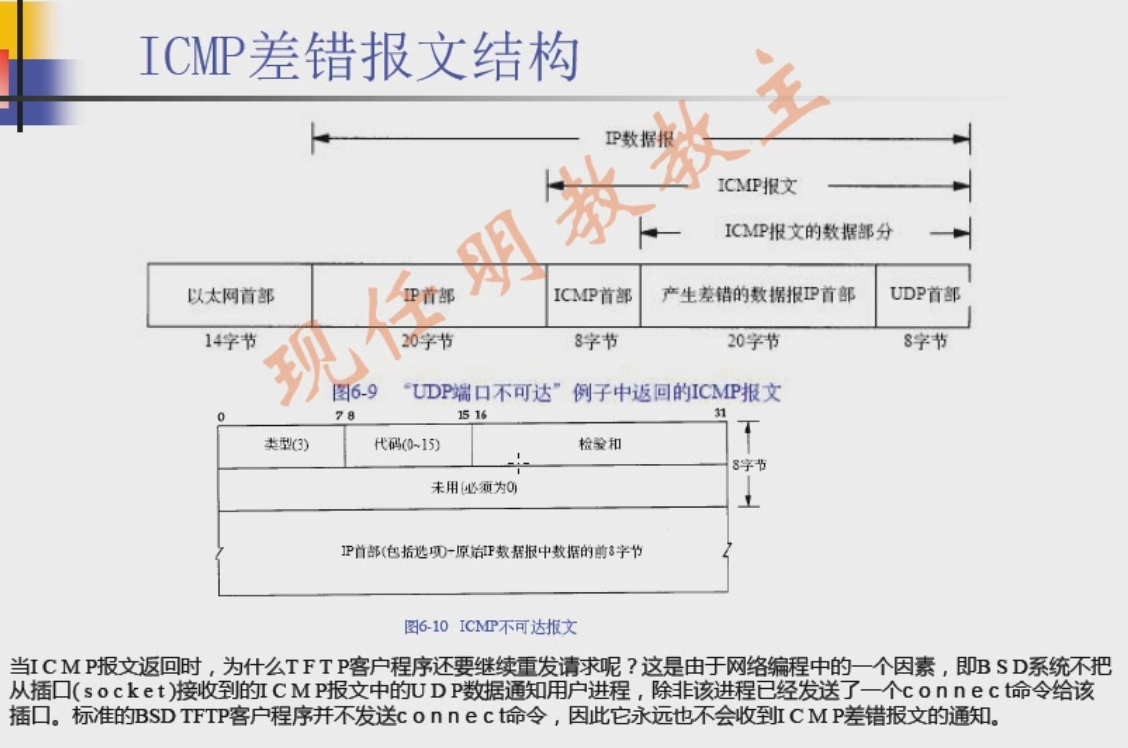 ICMP差错报文结构
IP数据报
ICMP报文
ICMP报文的数据部分
以太网首部 IP首部 ICMP首部 产生差错的数据报IP首部 UDP首部
14字节 20字节 8字节 20字节 8字节
图6-9 “UDP端口不可达”例子中返回的ICMP报文
0 7 8 15 16 31
类型(3) 代码(0~15) 检验和
8字节
未用(必须为0)
IP首部(包括选项)+原始IP数据报中数据的前8字节
图6-10 ICMP不可达报文
当ICMP报文返回时，为什么TFTP客户程序还要继续重发请求呢？这是由于网络编程中的一个因素，即BSD系统不把
从插口(socket)接收到的ICMP报文中的UDP数据通知用户进程，除非该进程已经发送了一个connect命令给该
插口。标准的BSD TFTP客户程序并不发送connect命令，因此它永远也不会收到ICMP差错报文的通知。
现任明教教主